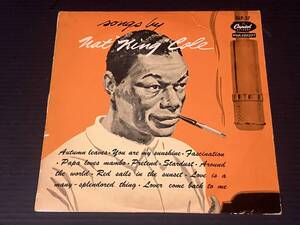 songs by
Nat King Cole
Capitol
Autumn leaves • You are my sunshine • Fascination
• Papa loves mambo • Pretend • Stardust • Around
the world • Red sails in the sunset • Love is a
many-splendored thing • Lover come back to me